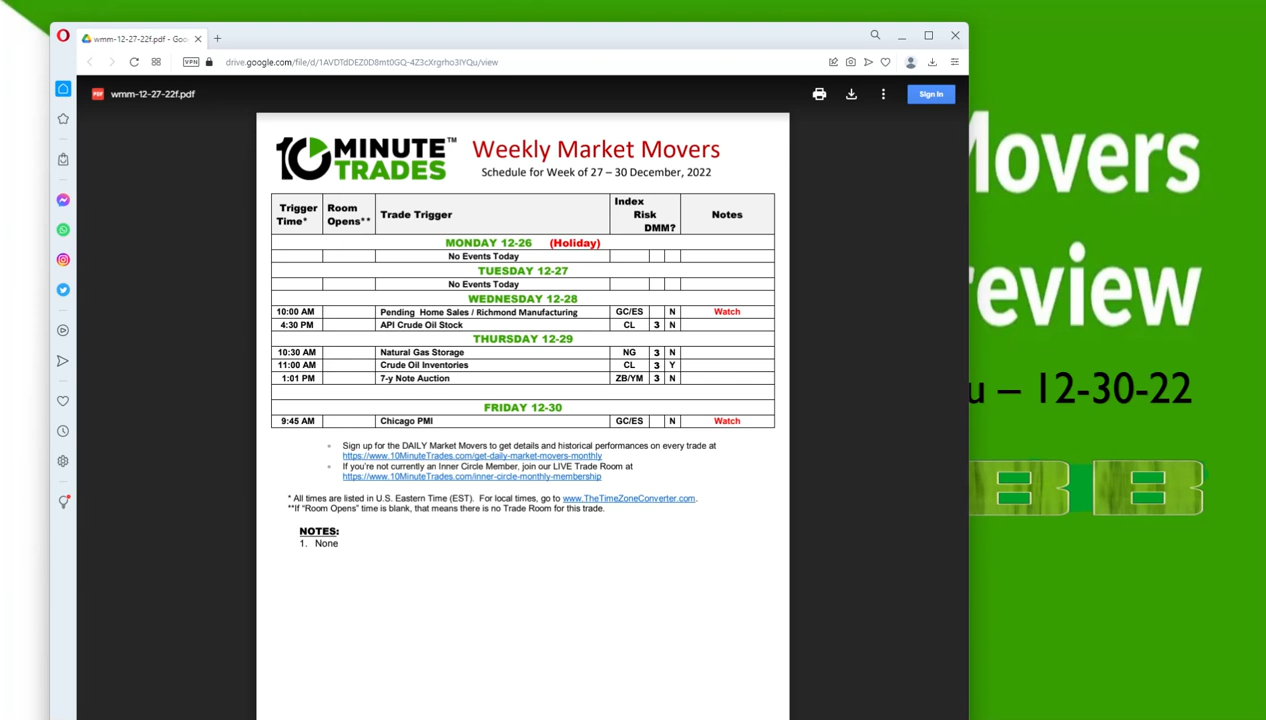 wmm-12-27-22f.pdf - Goo
VPN
drive.google.com/file/d/1AVDTdDEZ0D8mt0GQ-4Z3cXrgrho3IYQu/view
PDF
wmm-12-27-22f.pdf
Sign in
10 MINUTE TRADES™
Weekly Market Movers
Schedule for Week of 27 – 30 December, 2022
Trigger Time* Room Opens** Trade Trigger Index Risk DMM? Notes
MONDAY 12-26 (Holiday)
No Events Today
TUESDAY 12-27
No Events Today
WEDNESDAY 12-28
10:00 AM Pending Home Sales / Richmond Manufacturing GC/ES N Watch
4:30 PM API Crude Oil Stock CL 3 N
THURSDAY 12-29
10:30 AM Natural Gas Storage NG 3 N
11:00 AM Crude Oil Inventories CL 3 Y
1:01 PM 7-y Note Auction ZB/YM 3 N
FRIDAY 12-30
9:45 AM Chicago PMI GC/ES N Watch
Sign up for the DAILY Market Movers to get details and historical performances on every trade at
https://www.10MinuteTrades.com/get-daily-market-movers-monthly
If you're not currently an Inner Circle Member, join our LIVE Trade Room at
https://www.10MinuteTrades.com/inner-circle-monthly-membership
* All times are listed in U.S. Eastern Time (EST). For local times, go to www.TheTimeZoneConverter.com.
**If "Room Opens" time is blank, that means there is no Trade Room for this trade.
NOTES:
1. None
Movers
review
u – 12-30-22
B B